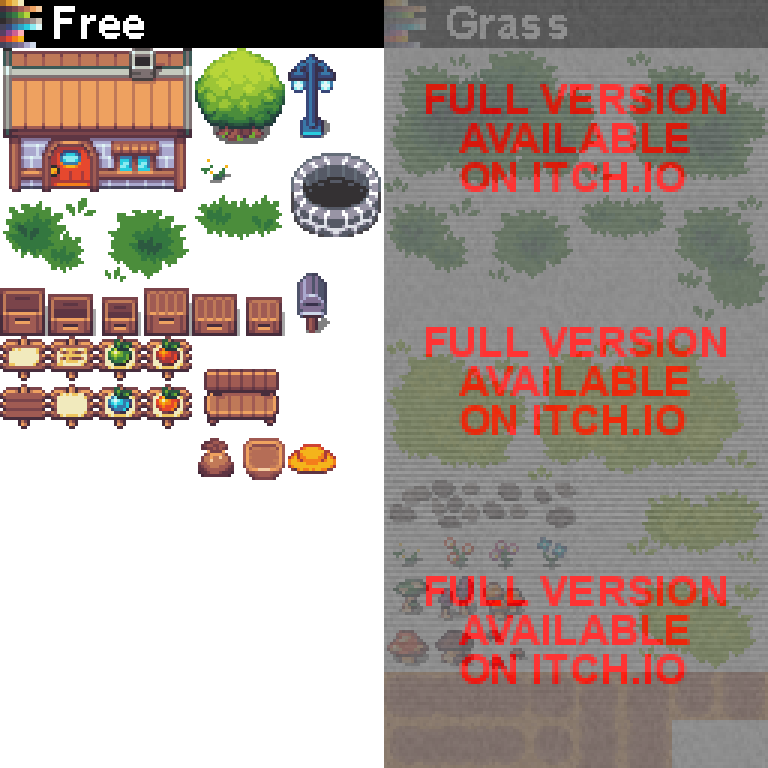 Free
Grass
FULL VERSION
AVAILABLE
ON ITCH.IO
FULL VERSION
AVAILABLE
ON ITCH.IO
FULL VERSION
AVAILABLE
ON ITCH.IO